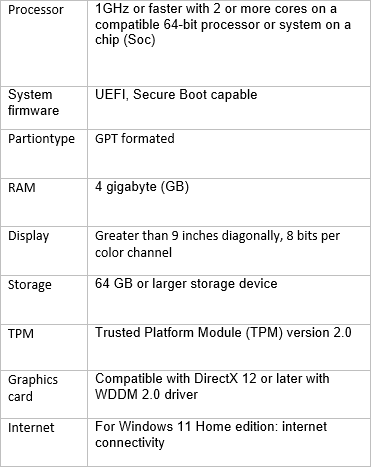 Processor
1GHz or faster with 2 or more cores on a
compatible 64-bit processor or system on a
chip (Soc)
System
firmware
UEFI, Secure Boot capable
Partiontype
GPT formated
RAM
4 gigabyte (GB)
Display
Greater than 9 inches diagonally, 8 bits per
color channel
Storage
64 GB or larger storage device
TPM
Trusted Platform Module (TPM) version 2.0
Graphics
card
Compatible with DirectX 12 or later with
WDDM 2.0 driver
Internet
For Windows 11 Home edition: internet
connectivity